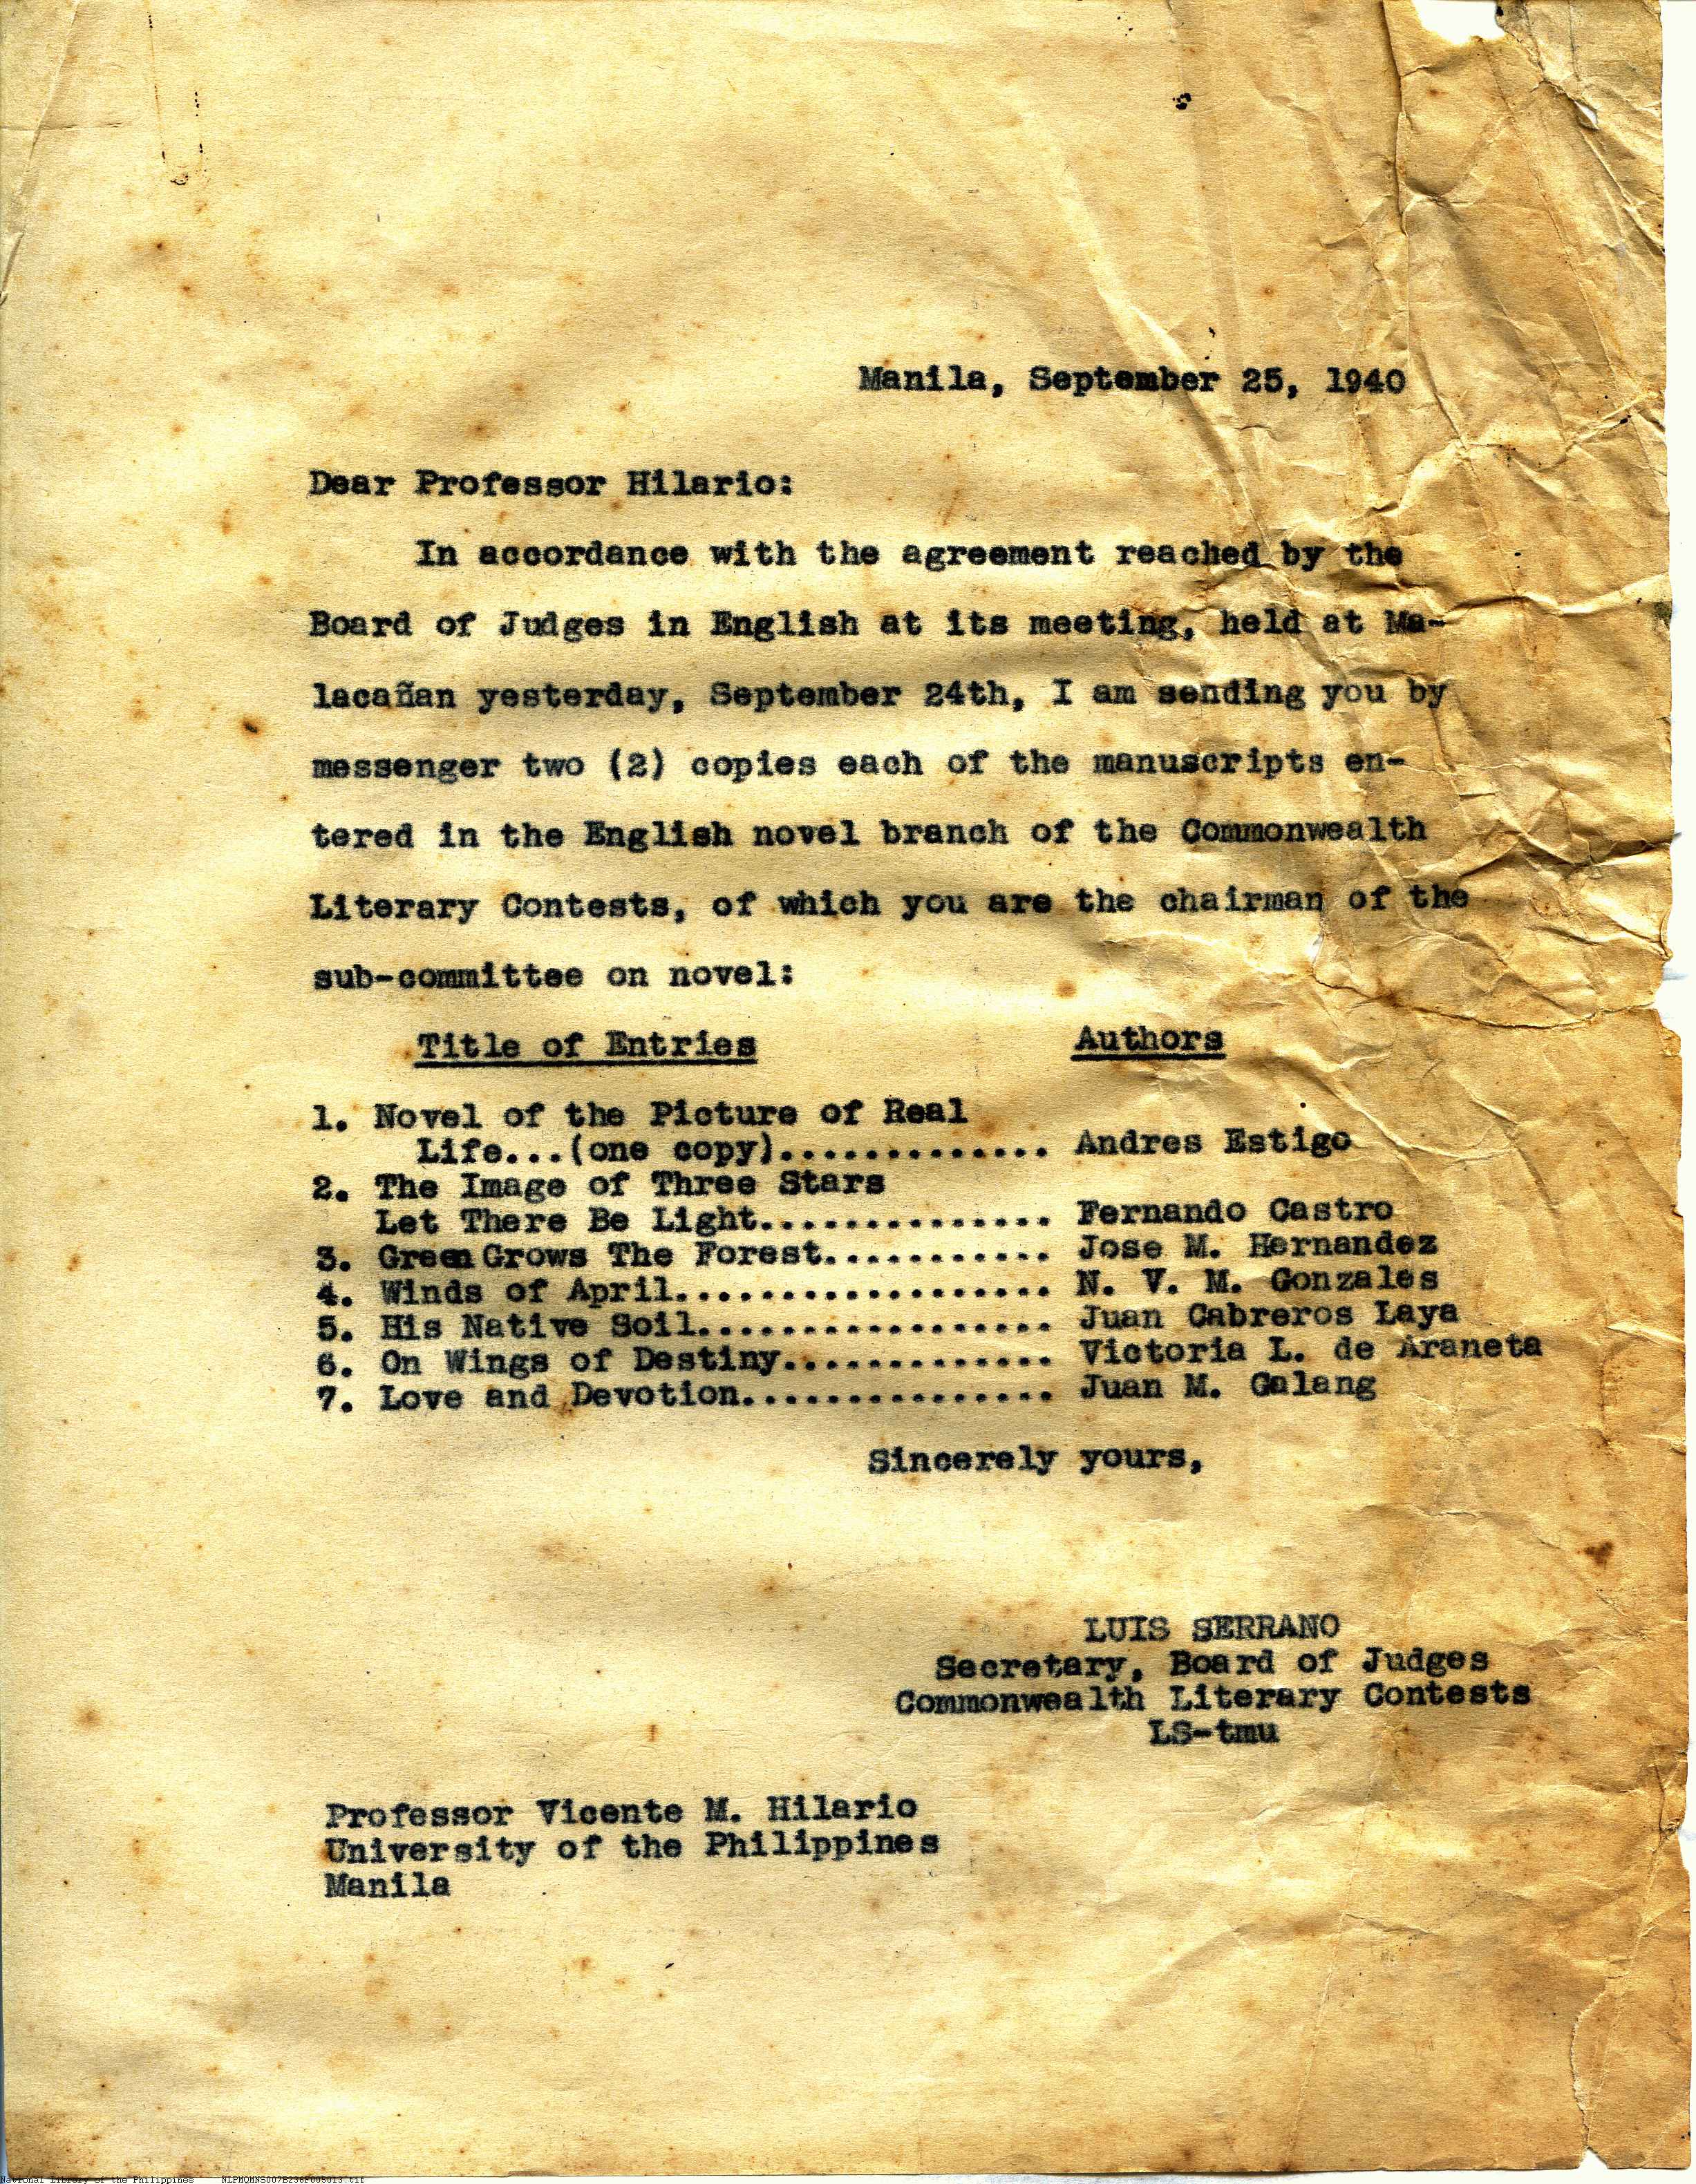 Manila, September 25, 1940
Dear Professor Hilario:
In accordance with the agreement reached by the
Board of Judges in English at its meeting, held at Ma-
lacañan yesterday, September 24th, I am sending you by
messenger two (2) copies each of the manuscripts en-
tered in the English novel branch of the Commonwealth
Literary Contests, of which you are the chairman of the
sub-committee on novel:
Title of Entries Authors
1. Novel of the Picture of Real
Life...(one copy)............. Andres Estigo
2. The Image of Three Stars
Let There Be Light.............. Fernando Castro
3. Green Grows The Forest........... Jose M. Hernandez
4. Winds of April.................. N. V. M. Gonzales
5. His Native Soil................. Juan Cabreros Laya
6. On Wings of Destiny............. Victoria L. de Araneta
7. Love and Devotion............... Juan M. Galang
Sincerely yours,
LUIS SERRANO
Secretary, Board of Judges
Commonwealth Literary Contests
LS-tmu
Professor Vicente M. Hilario
University of the Philippines
Manila
National Library of the Philippines